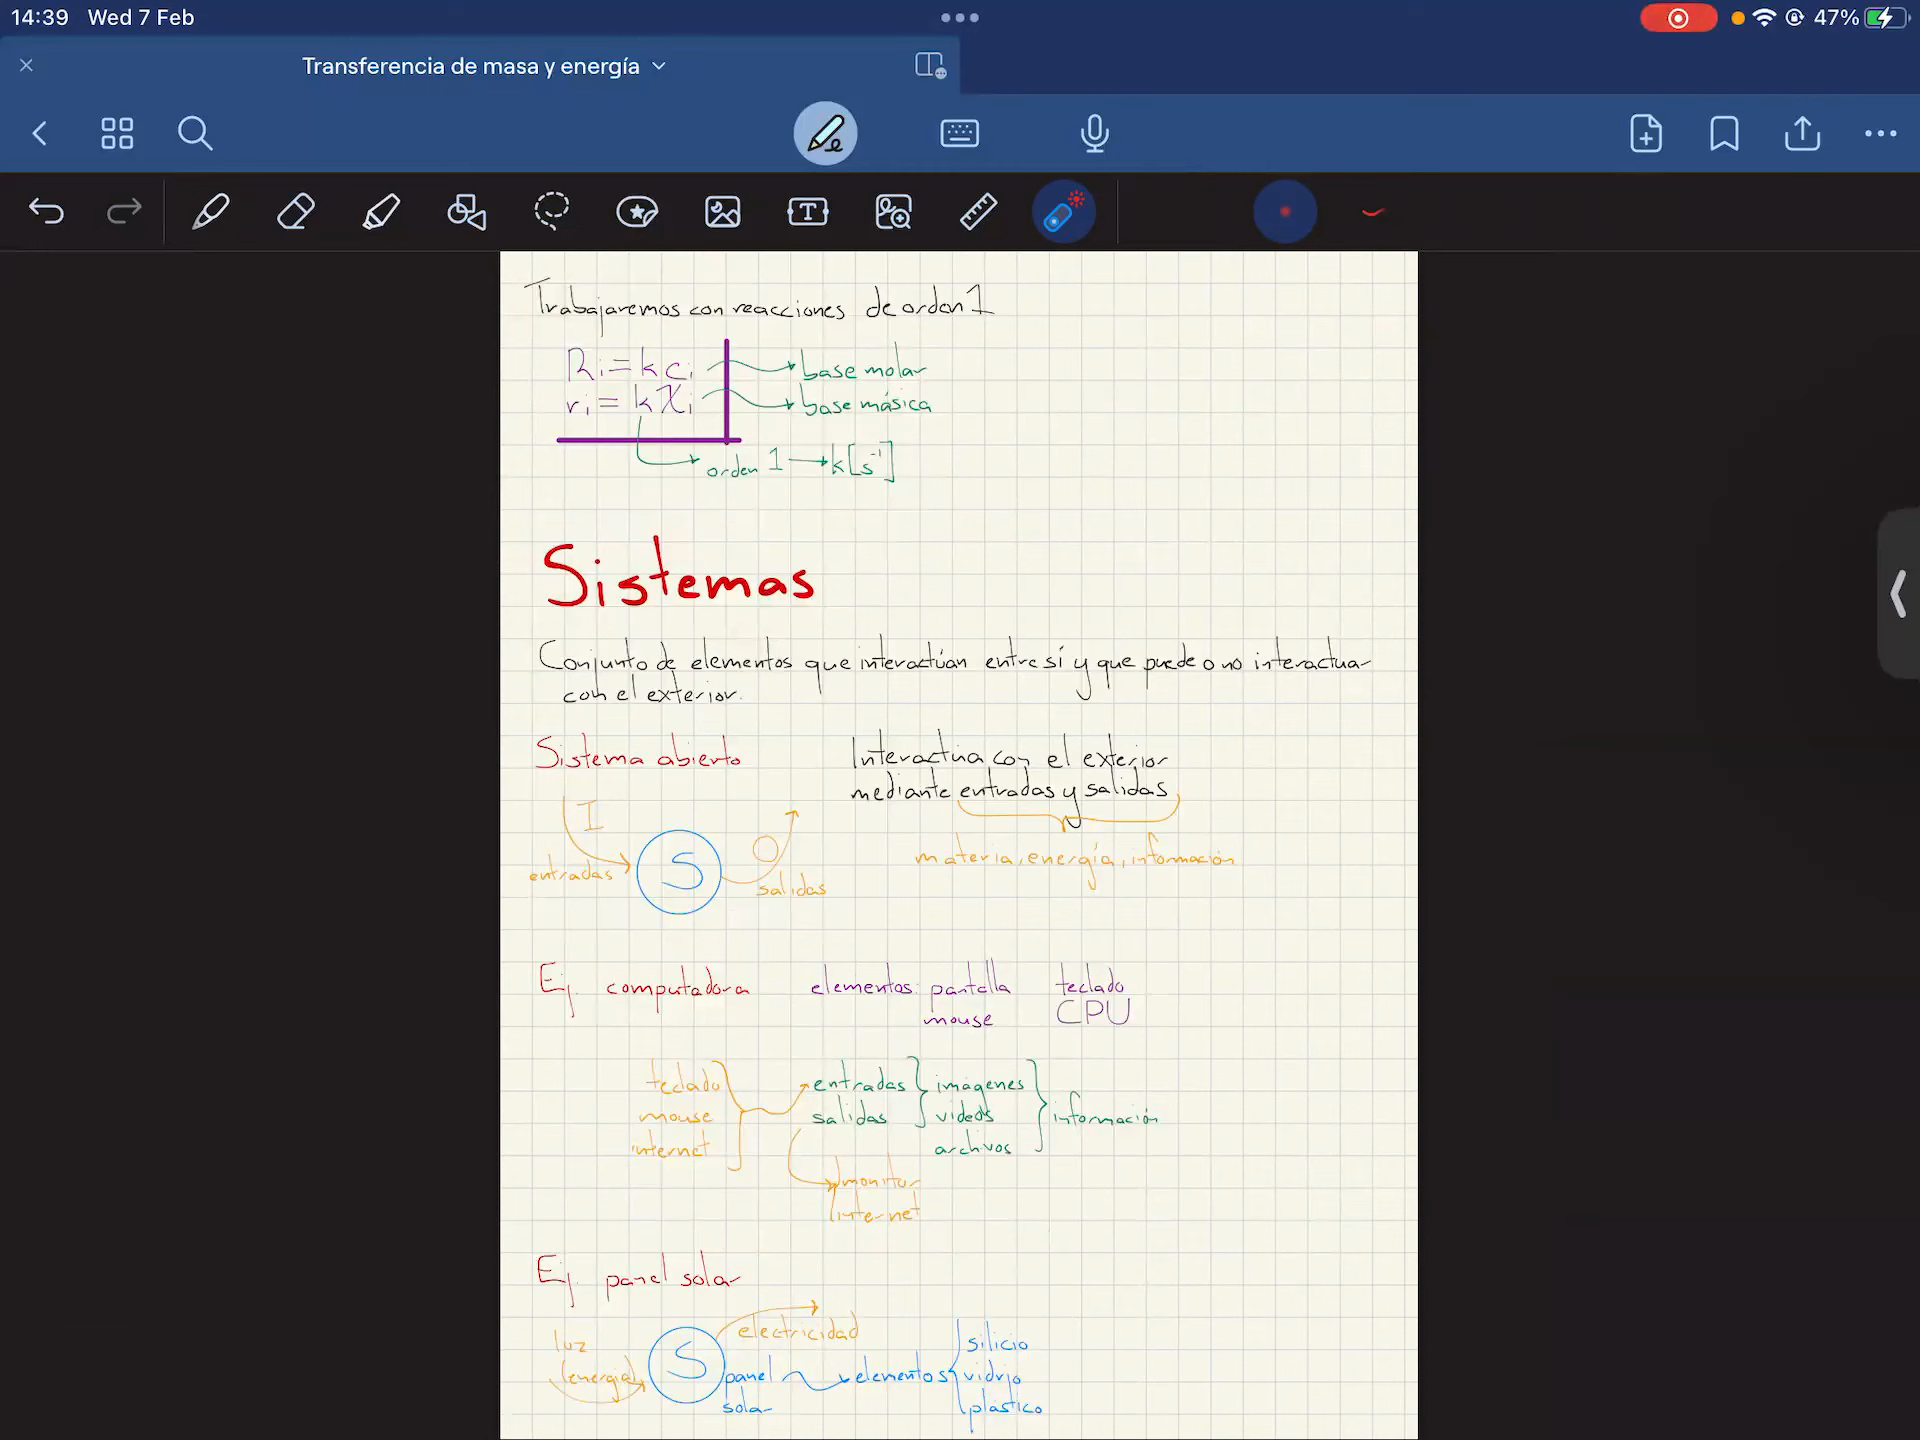 14:39 Wed 7 Feb
47%
Transferencia de masa y energía
Trabajaremos con reacciones de orden 1
Ri = k ci → base molar
ri = k χi → base másica
orden 1 → k[s⁻¹]
Sistemas
Conjunto de elementos que interactúan entre sí y que puede o no interactuar
con el exterior.
Sistema abierto
Interactúa con el exterior
mediante entradas y salidas
I
materia, energía, información
entradas
S
O
salidas
Ej. computadora elementos: pantalla teclado
mouse CPU
teclado entradas imágenes
mouse salidas videos información
internet archivos
monitor
internet
Ej. panel solar
electricidad
luz silicio
(energía) S panel elementos vidrio
solar plástico